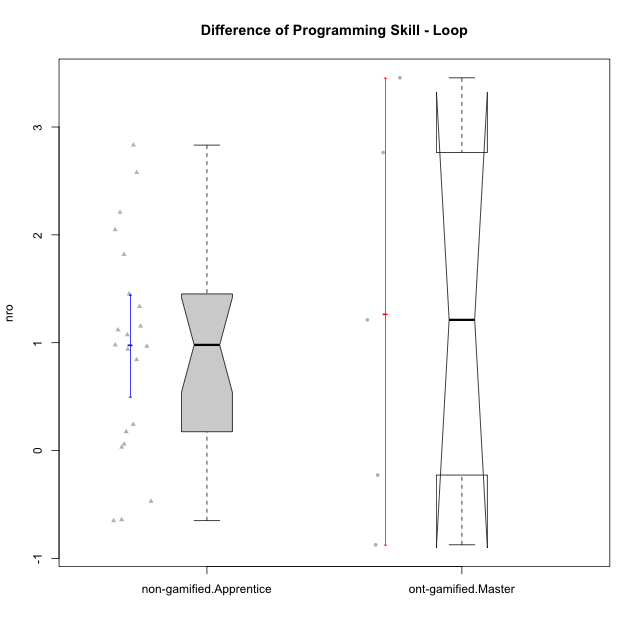 Difference of Programming Skill - Loop
nro
3
2
1
0
-1
non-gamified.Apprentice
ont-gamified.Master